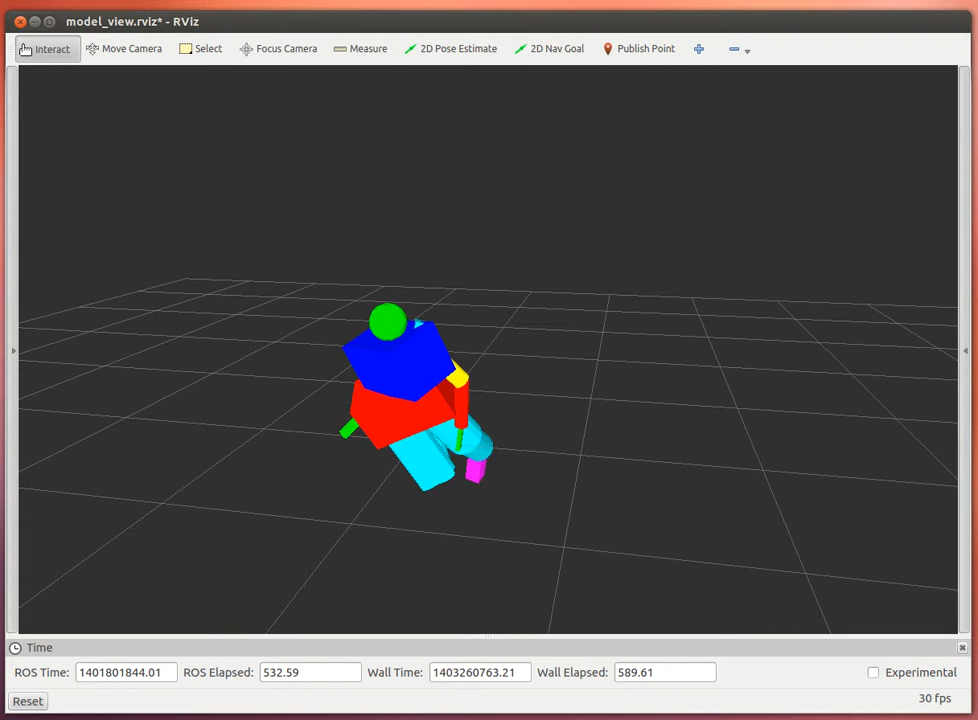 model_view.rviz* - RViz
Interact Move Camera Select Focus Camera Measure 2D Pose Estimate 2D Nav Goal Publish Point
Time
ROS Time: 1401801844.01 ROS Elapsed: 532.59 Wall Time: 1403260763.21 Wall Elapsed: 589.61 Experimental
Reset 30 fps